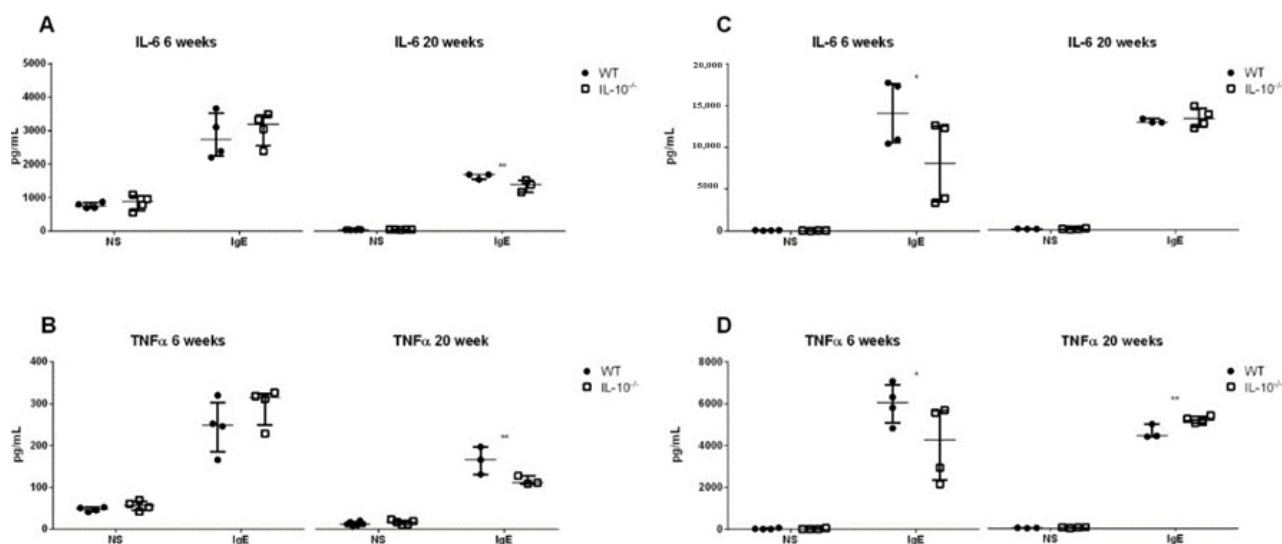 A
IL-6 6 weeks
IL-6 20 weeks
5000
4000
3000
2000
1000
0
pg/mL
**
NS
IgE
NS
IgE
WT
IL-10-/-
C
IL-6 6 weeks
IL-6 20 weeks
20,000
15,000
10,000
5,000
0
pg/mL
*
NS
IgE
NS
IgE
WT
IL-10-/-
B
TNFα 6 weeks
TNFα 20 week
400
300
200
100
0
pg/mL
**
NS
IgE
NS
IgE
WT
IL-10-/-
D
TNFα 6 weeks
TNFα 20 weeks
8000
6000
4000
2000
0
pg/mL
*
**
NS
IgE
NS
IgE
WT
IL-10-/-